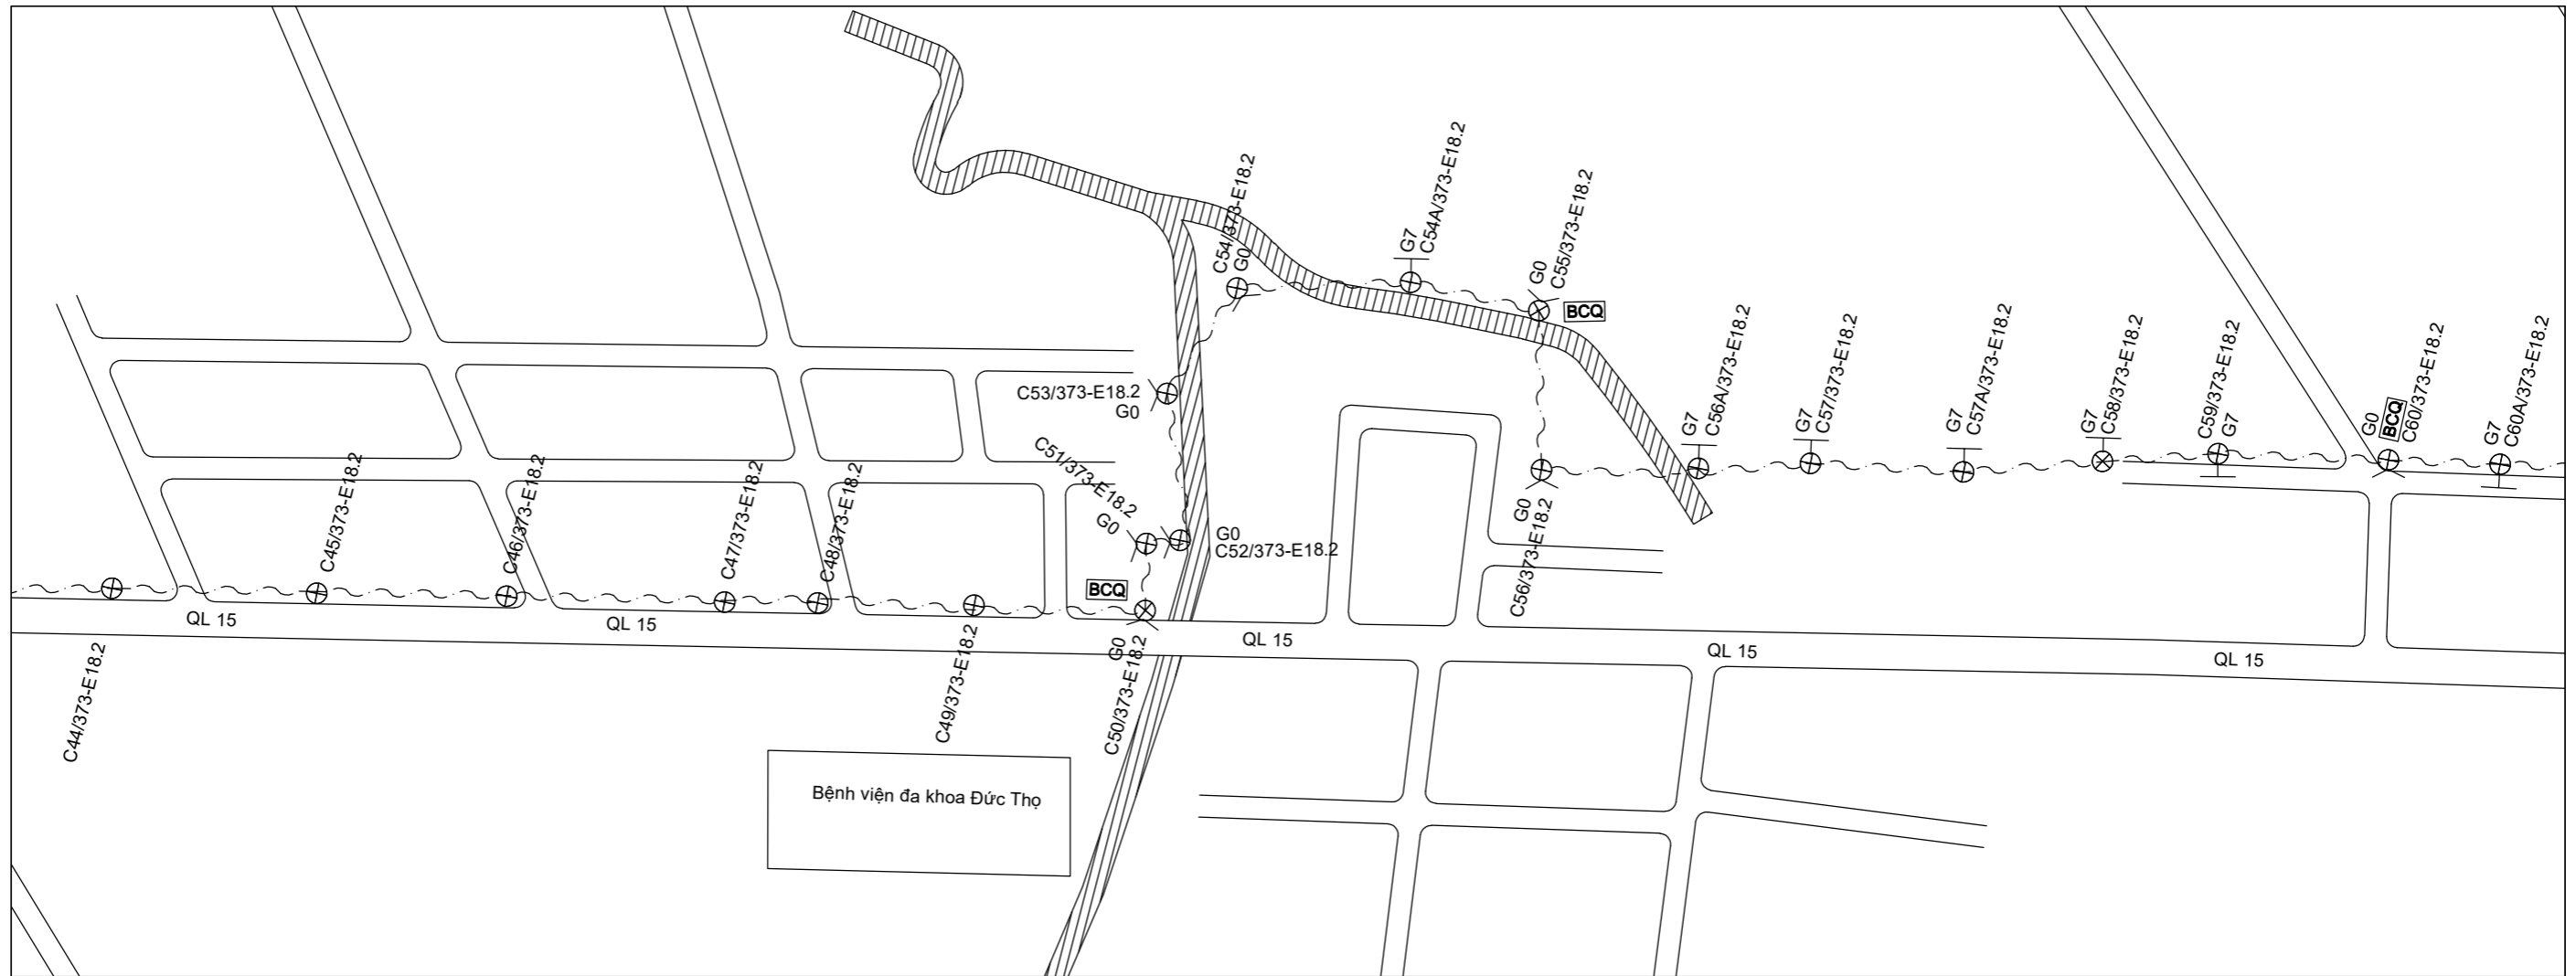 C54/373-E18.2
G0
G7
C54A/373-E18.2
G0
C55/373-E18.2
BCQ
C53/373-E18.2
G0
C51/373-E18.2
G0
G0
C52/373-E18.2
G7
C56A/373-E18.2
G7
C57/373-E18.2
G7
C57A/373-E18.2
G7
C58/373-E18.2
C59/373-E18.2
G7
G0
BCQ
C60/373-E18.2
G7
C60A/373-E18.2
C45/373-E18.2
C46/373-E18.2
C47/373-E18.2
C48/373-E18.2
BCQ
G0
C56/373-E18.2
QL 15
QL 15
QL 15
QL 15
QL 15
C44/373-E18.2
C49/373-E18.2
G0
C50/373-E18.2
Bệnh viện đa khoa Đức Thọ